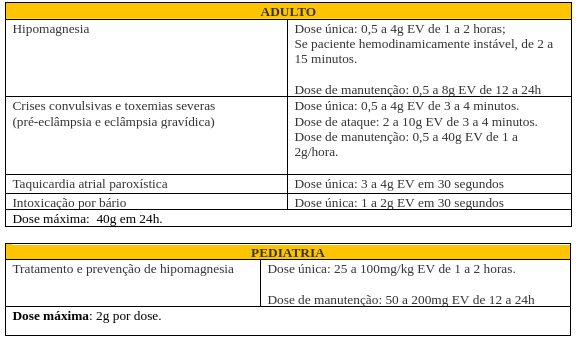 ADULTO
Hipomagnesia
Dose única: 0,5 a 4g EV de 1 a 2 horas;
Se paciente hemodinamicamente instável, de 2 a
15 minutos.
Dose de manutenção: 0,5 a 8g EV de 12 a 24h
Crises convulsivas e toxemias severas
(pré-eclâmpsia e eclâmpsia gravídica)
Dose única: 0,5 a 4g EV de 3 a 4 minutos.
Dose de ataque: 2 a 10g EV de 3 a 4 minutos.
Dose de manutenção: 0,5 a 40g EV de 1 a
2g/hora.
Taquicardia atrial paroxística
Dose única: 3 a 4g EV em 30 segundos
Intoxicação por bário
Dose única: 1 a 2g EV em 30 segundos
Dose máxima: 40g em 24h.
PEDIATRIA
Tratamento e prevenção de hipomagnesia
Dose única: 25 a 100mg/kg EV de 1 a 2 horas.
Dose de manutenção: 50 a 200mg EV de 12 a 24h
Dose máxima: 2g por dose.